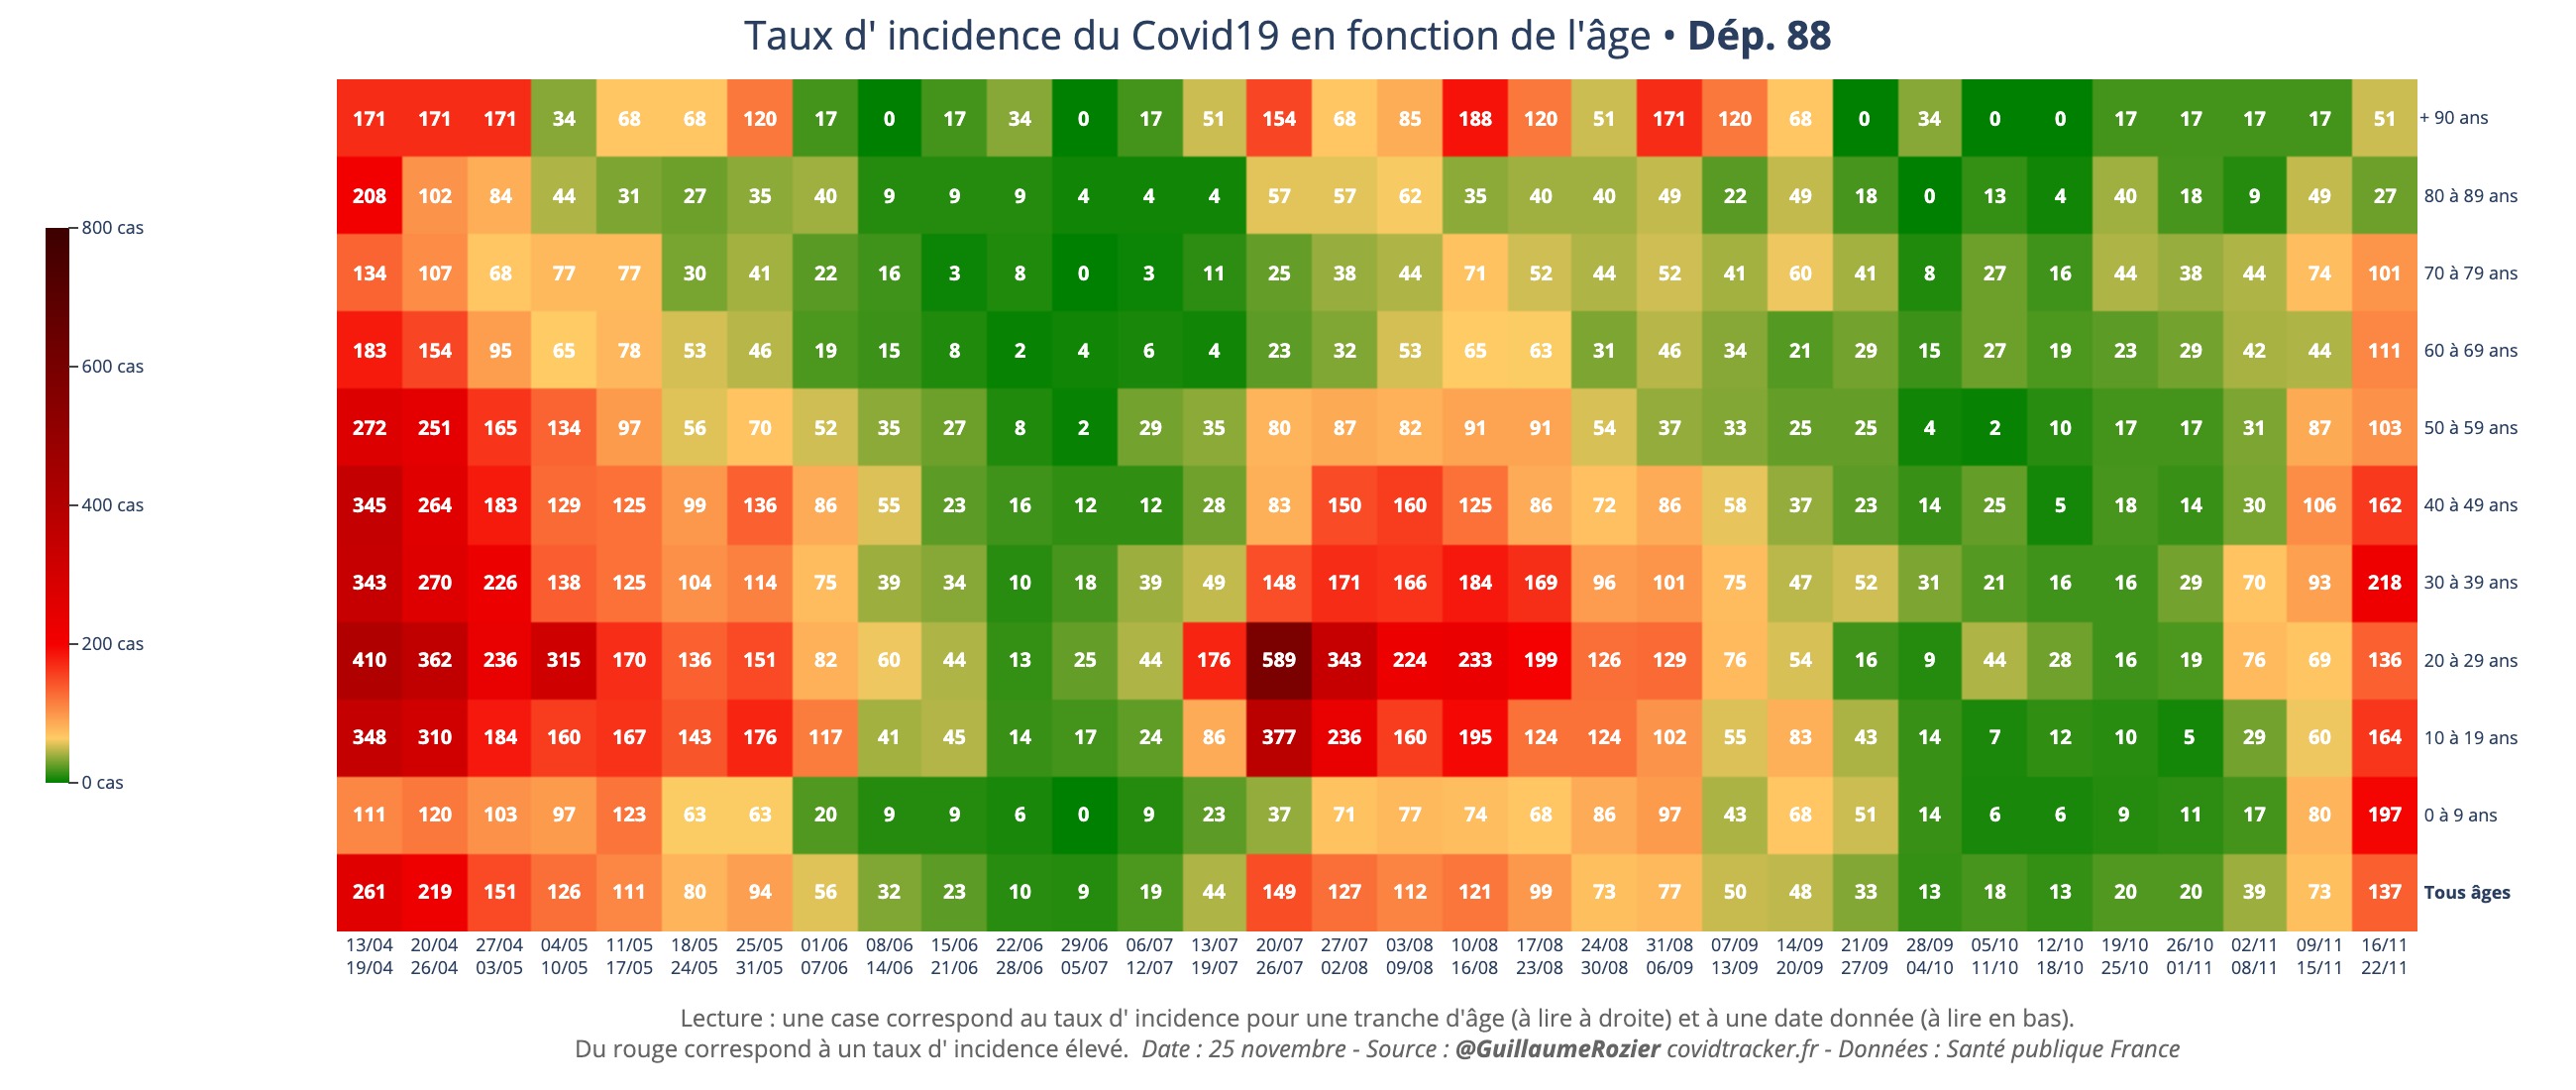 Taux d' incidence du Covid19 en fonction de l'âge • Dép. 88
800 cas
600 cas
400 cas
200 cas
0 cas
171 171 171 34 68 68 120 17 0 17 34 0 17 51 154 68 85 188 120 51 171 120 68 0 34 0 0 17 17 17 17 51 + 90 ans
208 102 84 44 31 27 35 40 9 9 9 4 4 4 57 57 62 35 40 40 49 22 49 18 0 13 4 40 18 9 49 27 80 à 89 ans
134 107 68 77 77 30 41 22 16 3 8 0 3 11 25 38 44 71 52 44 52 41 60 41 8 27 16 44 38 44 74 101 70 à 79 ans
183 154 95 65 78 53 46 19 15 8 2 4 6 4 23 32 53 65 63 31 46 34 21 29 15 27 19 23 29 42 44 111 60 à 69 ans
272 251 165 134 97 56 70 52 35 27 8 2 29 35 80 87 82 91 91 54 37 33 25 25 4 2 10 17 17 31 87 103 50 à 59 ans
345 264 183 129 125 99 136 86 55 23 16 12 12 28 83 150 160 125 86 72 86 58 37 23 14 25 5 18 14 30 106 162 40 à 49 ans
343 270 226 138 125 104 114 75 39 34 10 18 39 49 148 171 166 184 169 96 101 75 47 52 31 21 16 16 29 70 93 218 30 à 39 ans
410 362 236 315 170 136 151 82 60 44 13 25 44 176 589 343 224 233 199 126 129 76 54 16 9 44 28 16 19 76 69 136 20 à 29 ans
348 310 184 160 167 143 176 117 41 45 14 17 24 86 377 236 160 195 124 124 102 55 83 43 14 7 12 10 5 29 60 164 10 à 19 ans
111 120 103 97 123 63 63 20 9 9 6 0 9 23 37 71 77 74 68 86 97 43 68 51 14 6 6 9 11 17 80 197 0 à 9 ans
261 219 151 126 111 80 94 56 32 23 10 9 19 44 149 127 112 121 99 73 77 50 48 33 13 18 13 20 20 39 73 137 Tous âges
13/04 20/04 27/04 04/05 11/05 18/05 25/05 01/06 08/06 15/06 22/06 29/06 06/07 13/07 20/07 27/07 03/08 10/08 17/08 24/08 31/08 07/09 14/09 21/09 28/09 05/10 12/10 19/10 26/10 02/11 09/11 16/11
19/04 26/04 03/05 10/05 17/05 24/05 31/05 07/06 14/06 21/06 28/06 05/07 12/07 19/07 26/07 02/08 09/08 16/08 23/08 30/08 06/09 13/09 20/09 27/09 04/10 11/10 18/10 25/10 01/11 08/11 15/11 22/11
Lecture : une case correspond au taux d' incidence pour une tranche d'âge (à lire à droite) et à une date donnée (à lire en bas).
Du rouge correspond à un taux d' incidence élevé. Date : 25 novembre - Source : @GuillaumeRozier covidtracker.fr - Données : Santé publique France